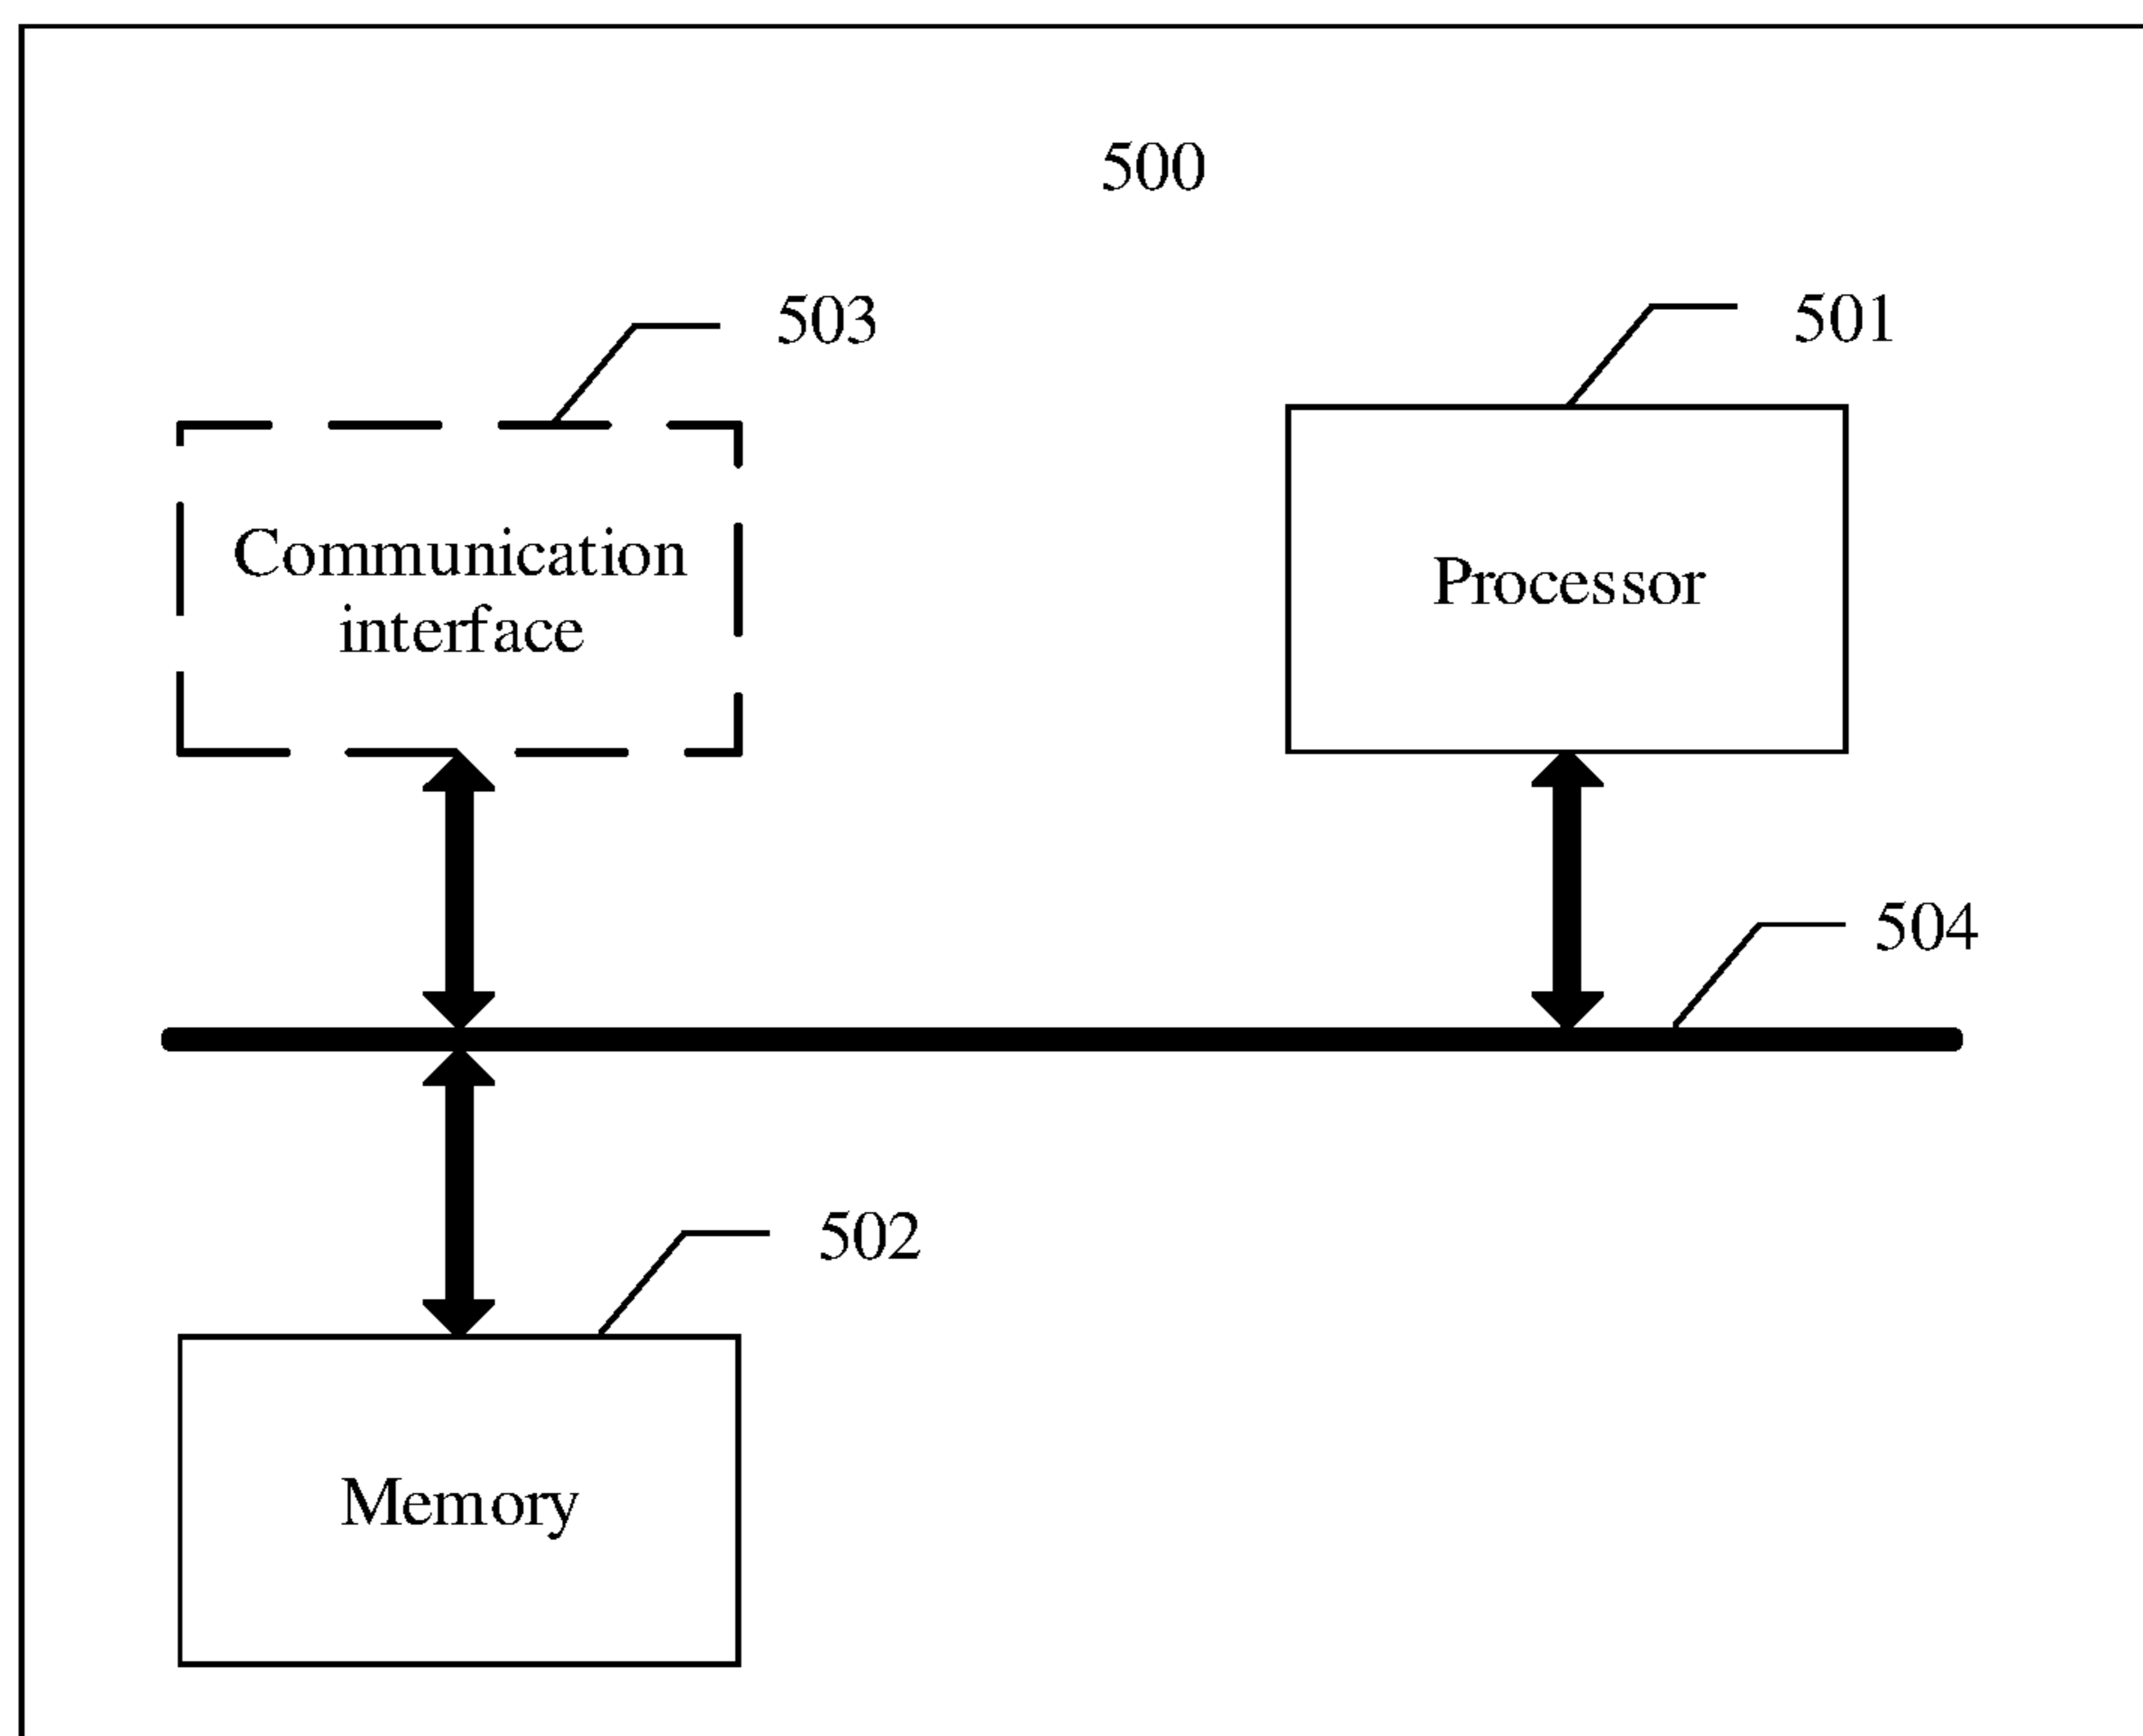 500
503
501
Communication
interface
Processor
504
502
Memory